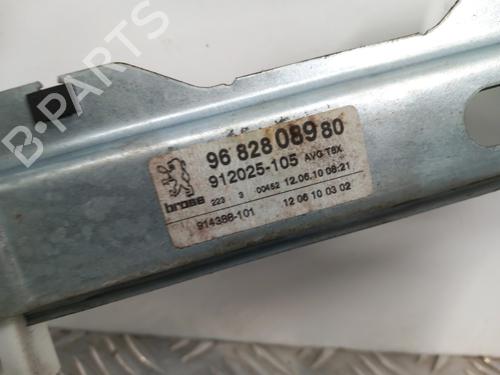 B-PARTS
96 828 089 80
912025-105 AVG T8X
brose 223 3 00452 12.06.10 08:21
914388-101 12 06 10 03 02